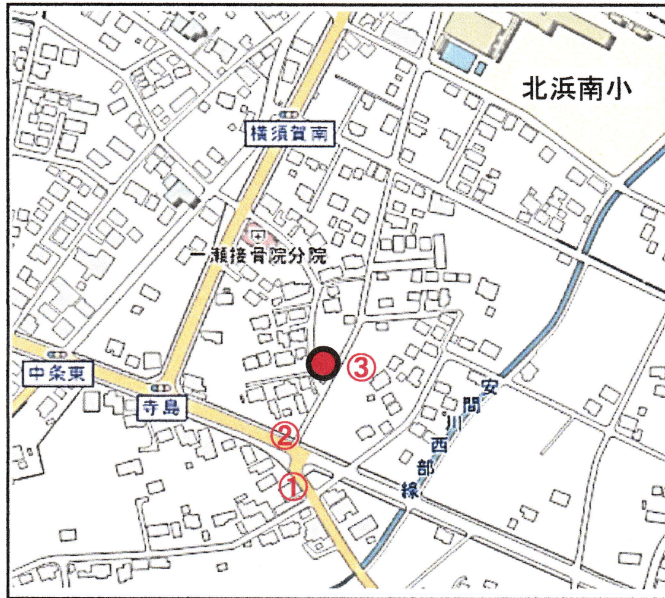 北浜南小
横須賀南
一瀬接骨院分院
③
中条東
寺島
②
①
安間川西部線